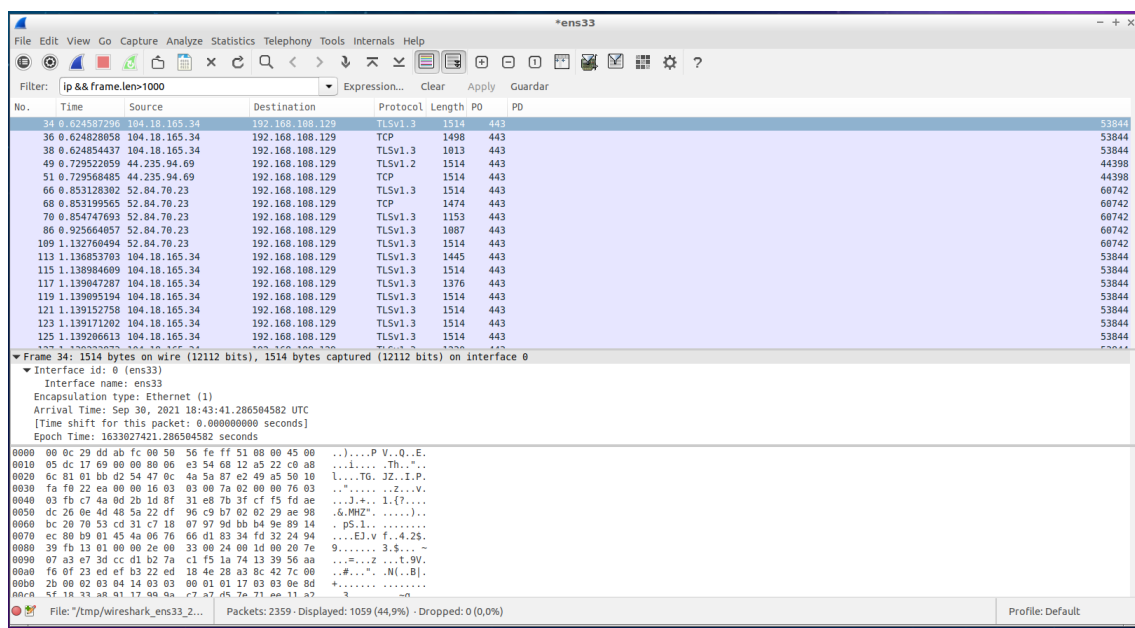 *ens33
File Edit View Go Capture Analyze Statistics Telephony Tools Internals Help
Filter: ip && frame.len>1000 Expression... Clear Apply Guardar
No. Time Source Destination Protocol Length PO PD
34 0.624587296 104.18.165.34 192.168.108.129 TLSv1.3 1514 443 53844
36 0.624828058 104.18.165.34 192.168.108.129 TCP 1498 443 53844
38 0.624854437 104.18.165.34 192.168.108.129 TLSv1.3 1013 443 53844
49 0.729522059 44.235.94.69 192.168.108.129 TLSv1.2 1514 443 44398
51 0.729568485 44.235.94.69 192.168.108.129 TCP 1514 443 44398
66 0.853128302 52.84.70.23 192.168.108.129 TLSv1.3 1514 443 60742
68 0.853199565 52.84.70.23 192.168.108.129 TCP 1474 443 60742
70 0.854747693 52.84.70.23 192.168.108.129 TLSv1.3 1153 443 60742
86 0.925664057 52.84.70.23 192.168.108.129 TLSv1.3 1087 443 60742
109 1.132760494 52.84.70.23 192.168.108.129 TLSv1.3 1514 443 60742
113 1.136853703 104.18.165.34 192.168.108.129 TLSv1.3 1445 443 53844
115 1.138984609 104.18.165.34 192.168.108.129 TLSv1.3 1514 443 53844
117 1.139047287 104.18.165.34 192.168.108.129 TLSv1.3 1376 443 53844
119 1.139095194 104.18.165.34 192.168.108.129 TLSv1.3 1514 443 53844
121 1.139152758 104.18.165.34 192.168.108.129 TLSv1.3 1514 443 53844
123 1.139171202 104.18.165.34 192.168.108.129 TLSv1.3 1514 443 53844
125 1.139206613 104.18.165.34 192.168.108.129 TLSv1.3 1514 443 53844
Frame 34: 1514 bytes on wire (12112 bits), 1514 bytes captured (12112 bits) on interface 0
Interface id: 0 (ens33)
Interface name: ens33
Encapsulation type: Ethernet (1)
Arrival Time: Sep 30, 2021 18:43:41.286504582 UTC
[Time shift for this packet: 0.000000000 seconds]
Epoch Time: 1633027421.286504582 seconds
0000 00 0c 29 dd ab fc 00 50 56 fe ff 51 08 00 45 00 ..)....P V..Q..E.
0010 05 dc 17 69 00 00 80 06 e3 54 68 12 a5 22 c0 a8 ...i.... .Th.."..
0020 6c 81 01 bb d2 54 47 0c 4a 5a 87 e2 49 a5 50 10 l....TG. JZ..I.P.
0030 fa f0 22 ea 00 00 16 03 03 00 7a 02 00 00 76 03 .."..... ..z...v.
0040 03 fb c7 4a 0d 2b 1d 8f 31 e8 7b 3f cf f5 fd ae ...J.+.. 1.{?....
0050 dc 26 0e 4d 48 5a 22 df 96 c9 b7 02 02 29 ae 98 .&.MHZ". .....)..
0060 bc 20 70 53 cd 31 c7 18 07 97 9d bb b4 9e 89 14 . pS.1.. ........
0070 ec 80 b9 01 45 4a 06 76 66 d1 83 34 fd 32 24 94 ....EJ.v f..4.2$.
0080 39 fb 13 01 00 00 2e 00 33 00 24 00 1d 00 20 7e 9....... 3.$... ~
0090 07 a3 e7 3d cc d1 b2 7a c1 f5 1a 74 13 39 56 aa ...=...z ...t.9V.
00a0 f6 0f 23 ed ef b3 22 ed 18 4e 28 a3 8c 42 7c 00 ..#...". .N(..B|.
00b0 2b 00 02 03 04 14 03 03 00 01 01 17 03 03 0e 8d +....... ........
File: "/tmp/wireshark_ens33_2... Packets: 2359 · Displayed: 1059 (44,9%) · Dropped: 0 (0,0%) Profile: Default